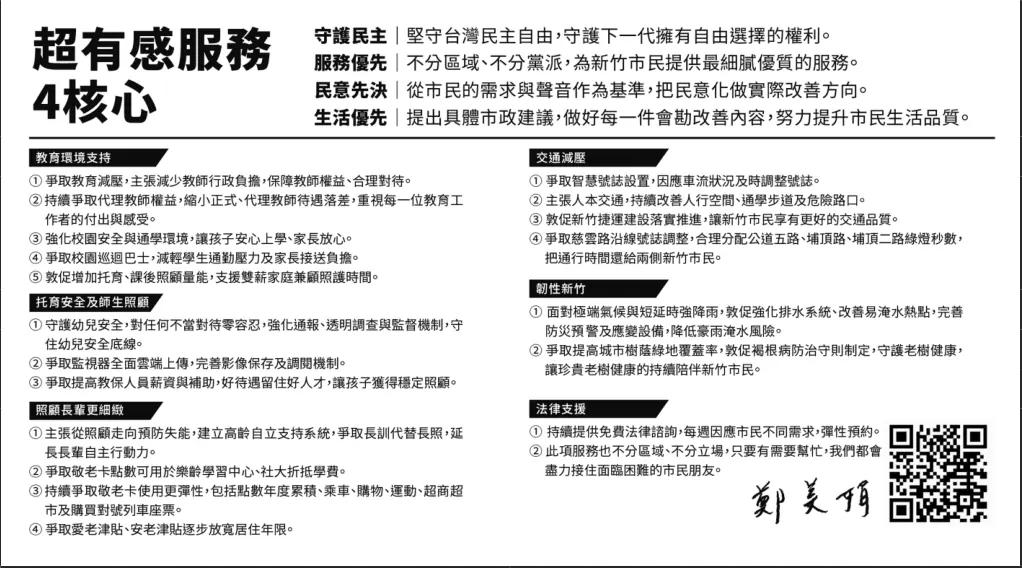 超有感服務
4核心
守護民主｜堅守台灣民主自由，守護下一代擁有自由選擇的權利。
服務優先｜不分區域、不分黨派，為新竹市民提供最細膩優質的服務。
民意先決｜從市民的需求與聲音作為基準，把民意化做實際改善方向。
生活優先｜提出具體市政建議，做好每一件會勘改善內容，努力提升市民生活品質。
教育環境支持
① 爭取教育減壓，主張減少教師行政負擔，保障教師權益、合理對待。
② 持續爭取代理教師權益，縮小正式、代理教師待遇落差，重視每一位教育工
作者的付出與感受。
③ 強化校園安全與通學環境，讓孩子安心上學、家長放心。
④ 爭取校園巡迴巴士，減輕學生通勤壓力及家長接送負擔。
⑤ 敦促增加托育、課後照顧量能，支援雙薪家庭兼顧照護時間。
托育安全及師生照顧
① 守護幼兒安全，對任何不當對待零容忍，強化通報、透明調查與監督機制，守
住幼兒安全底線。
② 爭取監視器全面雲端上傳，完善影像保存及調閱機制。
③ 爭取提高教保人員薪資與補助，好待遇留住好人才，讓孩子獲得穩定照顧。
照顧長輩更細緻
① 主張從照顧走向預防失能，建立高齡自立支持系統，爭取長訓代替長照，延
長長輩自主行動力。
② 爭取敬老卡點數可用於樂齡學習中心、社大折抵學費。
③ 持續爭取敬老卡使用更彈性，包括點數年度累積、乘車、購物、運動、超商超
市及購買對號列車座票。
④ 爭取愛老津貼、安老津貼逐步放寬居住年限。
交通減壓
① 爭取智慧號誌設置，因應車流狀況及時調整號誌。
② 主張人本交通，持續改善人行空間、通學步道及危險路口。
③ 敦促新竹捷運建設落實推進，讓新竹市民享有更好的交通品質。
④ 爭取慈雲路沿線號誌調整，合理分配公道五路、埔頂路、埔頂二路綠燈秒數，
把通行時間還給兩側新竹市民。
韌性新竹
① 面對極端氣候與短延時強降雨，敦促強化排水系統、改善易淹水熱點，完善
防災預警及應變設備，降低豪雨淹水風險。
② 爭取提高城市樹蔭綠地覆蓋率，敦促褐根病防治守則制定，守護老樹健康，
讓珍貴老樹健康的持續陪伴新竹市民。
法律支援
① 持續提供免費法律諮詢，每週因應市民不同需求，彈性預約。
② 此項服務也不分區域、不分立場，只要有需要幫忙，我們都會
盡力接住面臨困難的市民朋友。
鄭美娟